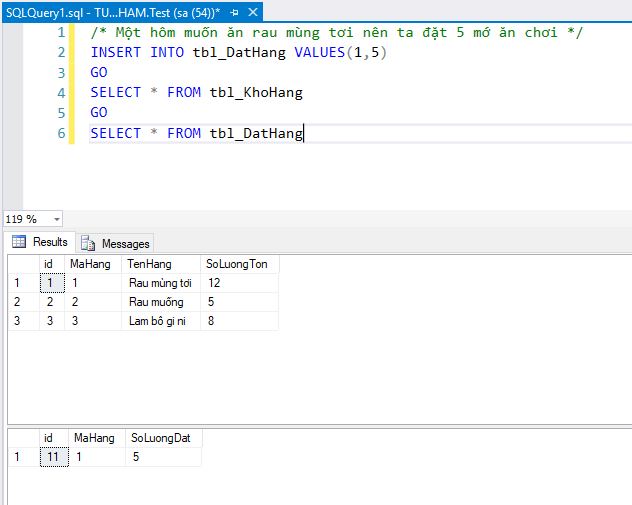 SQLQuery1.sql - TU...HAM.Test (sa (54))*
1 /* Một hôm muốn ăn rau mùng tơi nên ta đặt 5 mớ ăn chơi */
2 INSERT INTO tbl_DatHang VALUES(1,5)
3 GO
4 SELECT * FROM tbl_KhoHang
5 GO
6 SELECT * FROM tbl_DatHang
119 %
Results Messages
id MaHang TenHang SoLuongTon
1 1 1 Rau mùng tơi 12
2 2 2 Rau muống 5
3 3 3 Lam bô gi ni 8
id MaHang SoLuongDat
1 11 1 5